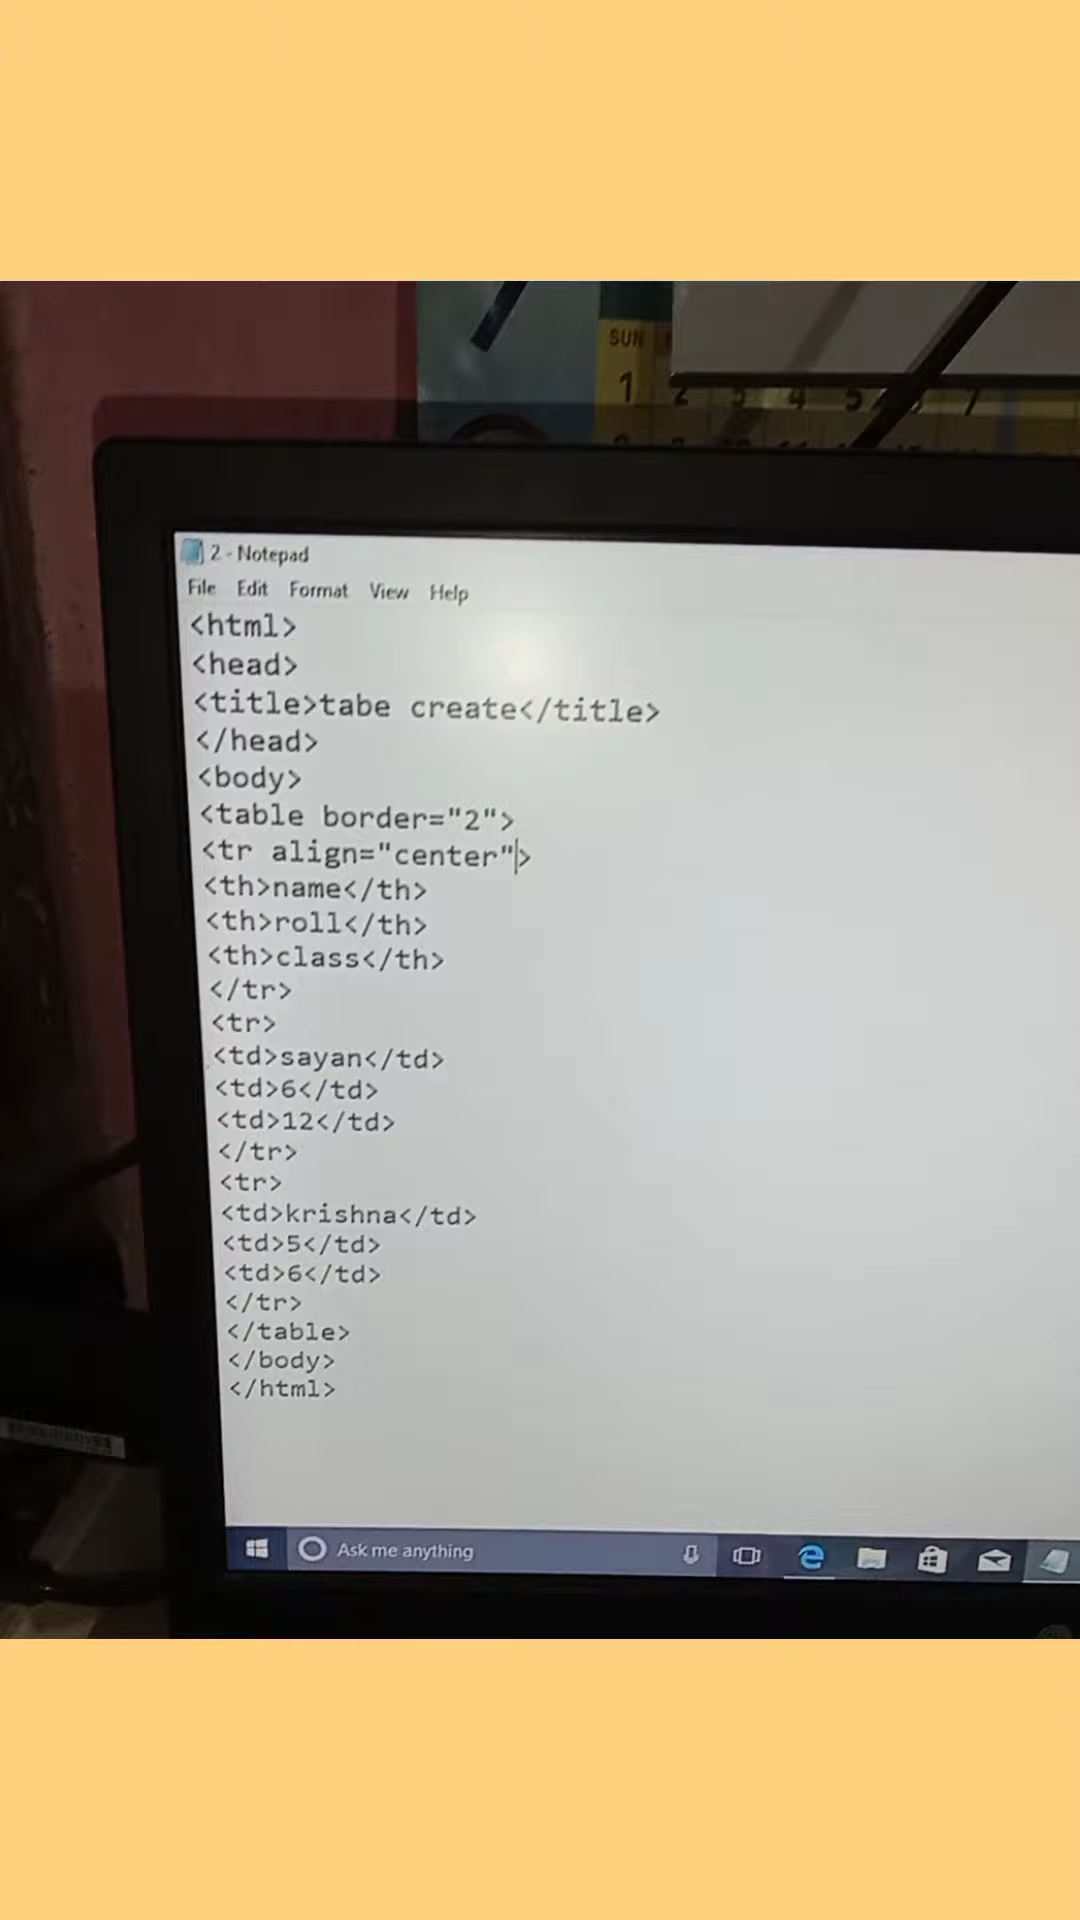 SUN
1 2 3 4 5 6 7
2 - Notepad
File Edit Format View Help
<html>
<head>
<title>tabe create</title>
</head>
<body>
<table border="2">
<tr align="center">
<th>name</th>
<th>roll</th>
<th>class</th>
</tr>
<tr>
<td>sayan</td>
<td>6</td>
<td>12</td>
</tr>
<tr>
<td>krishna</td>
<td>5</td>
<td>6</td>
</tr>
</table>
</body>
</html>
Ask me anything